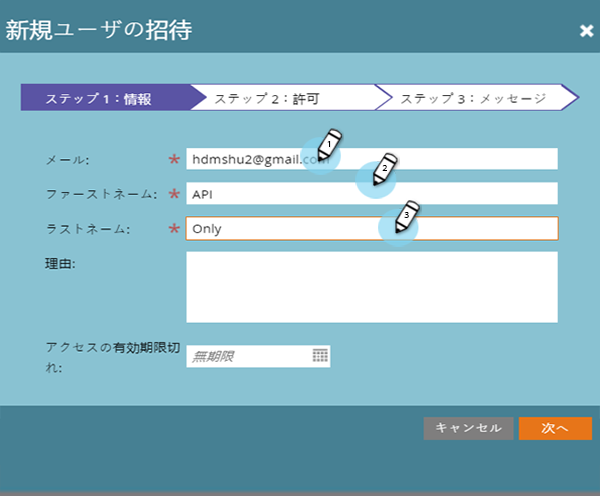 新規ユーザの招待
ステップ 1：情報 ステップ 2：許可 ステップ 3：メッセージ
1
メール: * hdmshu2@gmail.com
2
ファーストネーム: * API
3
ラストネーム: * Only
理由:
アクセスの有効期限切
れ: 無期限
キャンセル 次へ